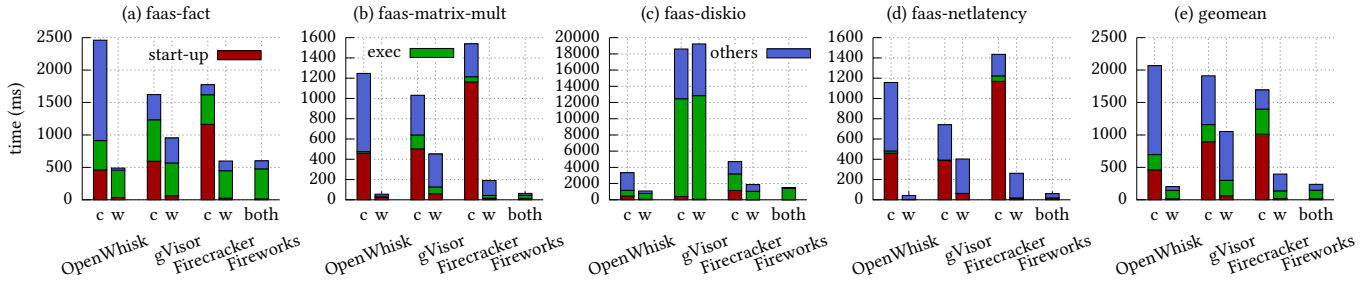 (a) faas-fact
time (ms)
2500
2000
1500
1000
500
0
start-up
c w c w c w both
OpenWhisk
gVisor
Firecracker
Fireworks
(b) faas-matrix-mult
1600
1400
1200
1000
800
600
400
200
0
exec
c w c w c w both
OpenWhisk
gVisor
Firecracker
Fireworks
(c) faas-diskio
20000
18000
16000
14000
12000
10000
8000
6000
4000
2000
0
others
c w c w c w both
OpenWhisk
gVisor
Firecracker
Fireworks
(d) faas-netlatency
1600
1400
1200
1000
800
600
400
200
0
c w c w c w both
OpenWhisk
gVisor
Firecracker
Fireworks
(e) geomean
2500
2000
1500
1000
500
0
c w c w c w both
OpenWhisk
gVisor
Firecracker
Fireworks